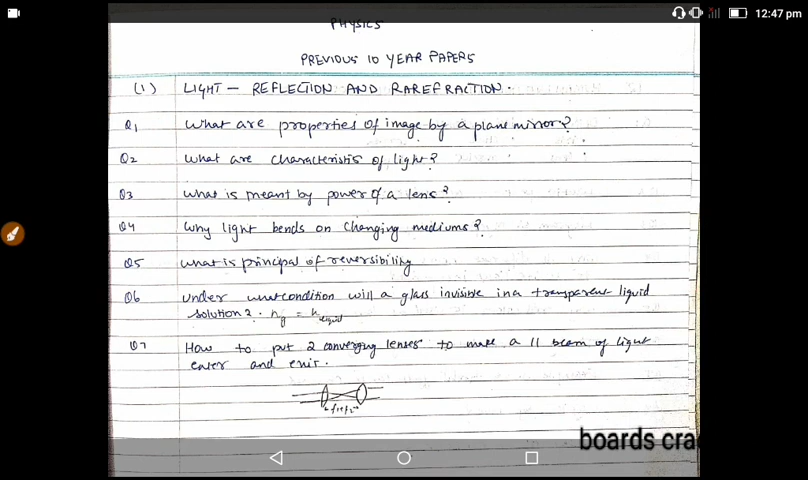 12:47 pm
PHYSICS
PREVIOUS 10 YEAR PAPERS
(1) LIGHT – REFLECTION AND RAREFRACTION.
Q1 What are properties of image by a plane mirror?
Q2 What are characteristis of light?
Q3 What is meant by power of a lens?
Q4 Why light bends on changing mediums?
Q5 What is principal of reversibility
Q6 Under what condition will a glass invisible in a transparent liquid
solution? . ng = nliquid
Q7 How to put 2 converging lenses to make a || beam of light
enter and exit.
f1+f2
boards cra